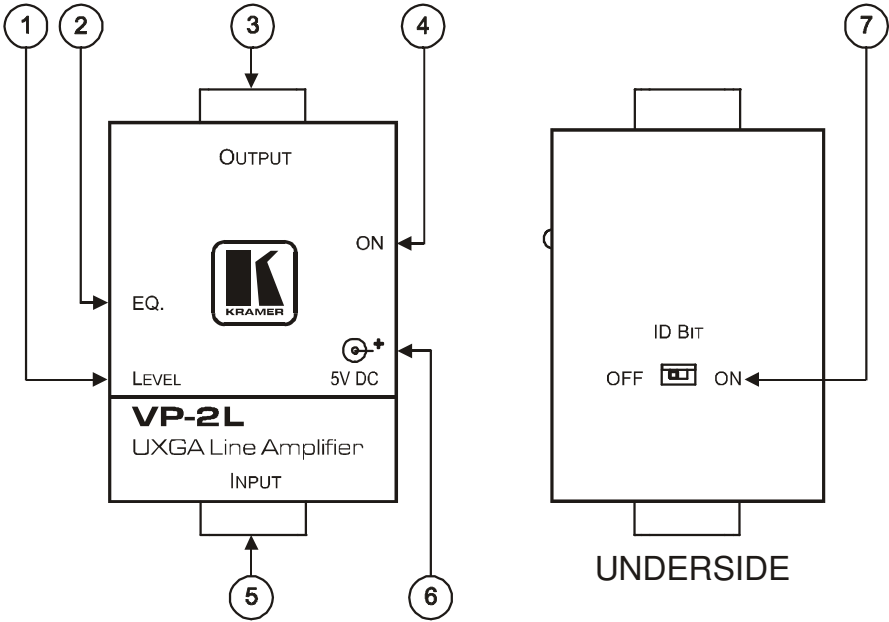 1 2 3 4 7
OUTPUT
ON
EQ.
KRAMER
+
LEVEL 5V DC
VP-2L
UXGA Line Amplifier
INPUT
5 6
ID BIT
OFF ON
UNDERSIDE